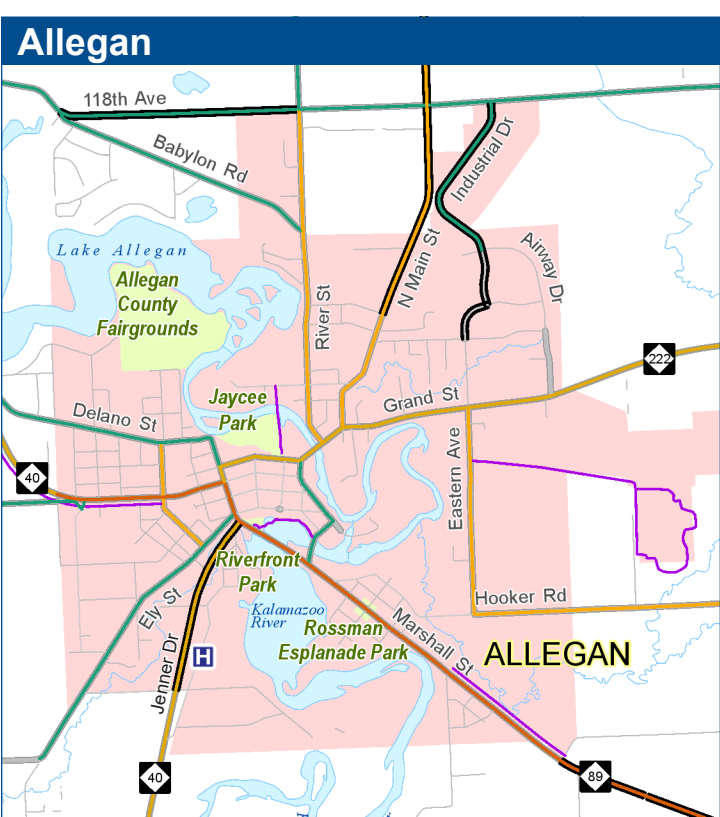 Allegan
118th Ave
Babylon Rd
Industrial Dr
Lake Allegan
N Main St
Airway Dr
Allegan
County
Fairgrounds
River St
222
Jaycee
Park
Grand St
Delano St
Eastern Ave
40
Riverfront
Park
Hooker Rd
Ely St
Kalamazoo
River
Rossman
Esplanade Park
Marshall St
ALLEGAN
H
Jenner Dr
40
89